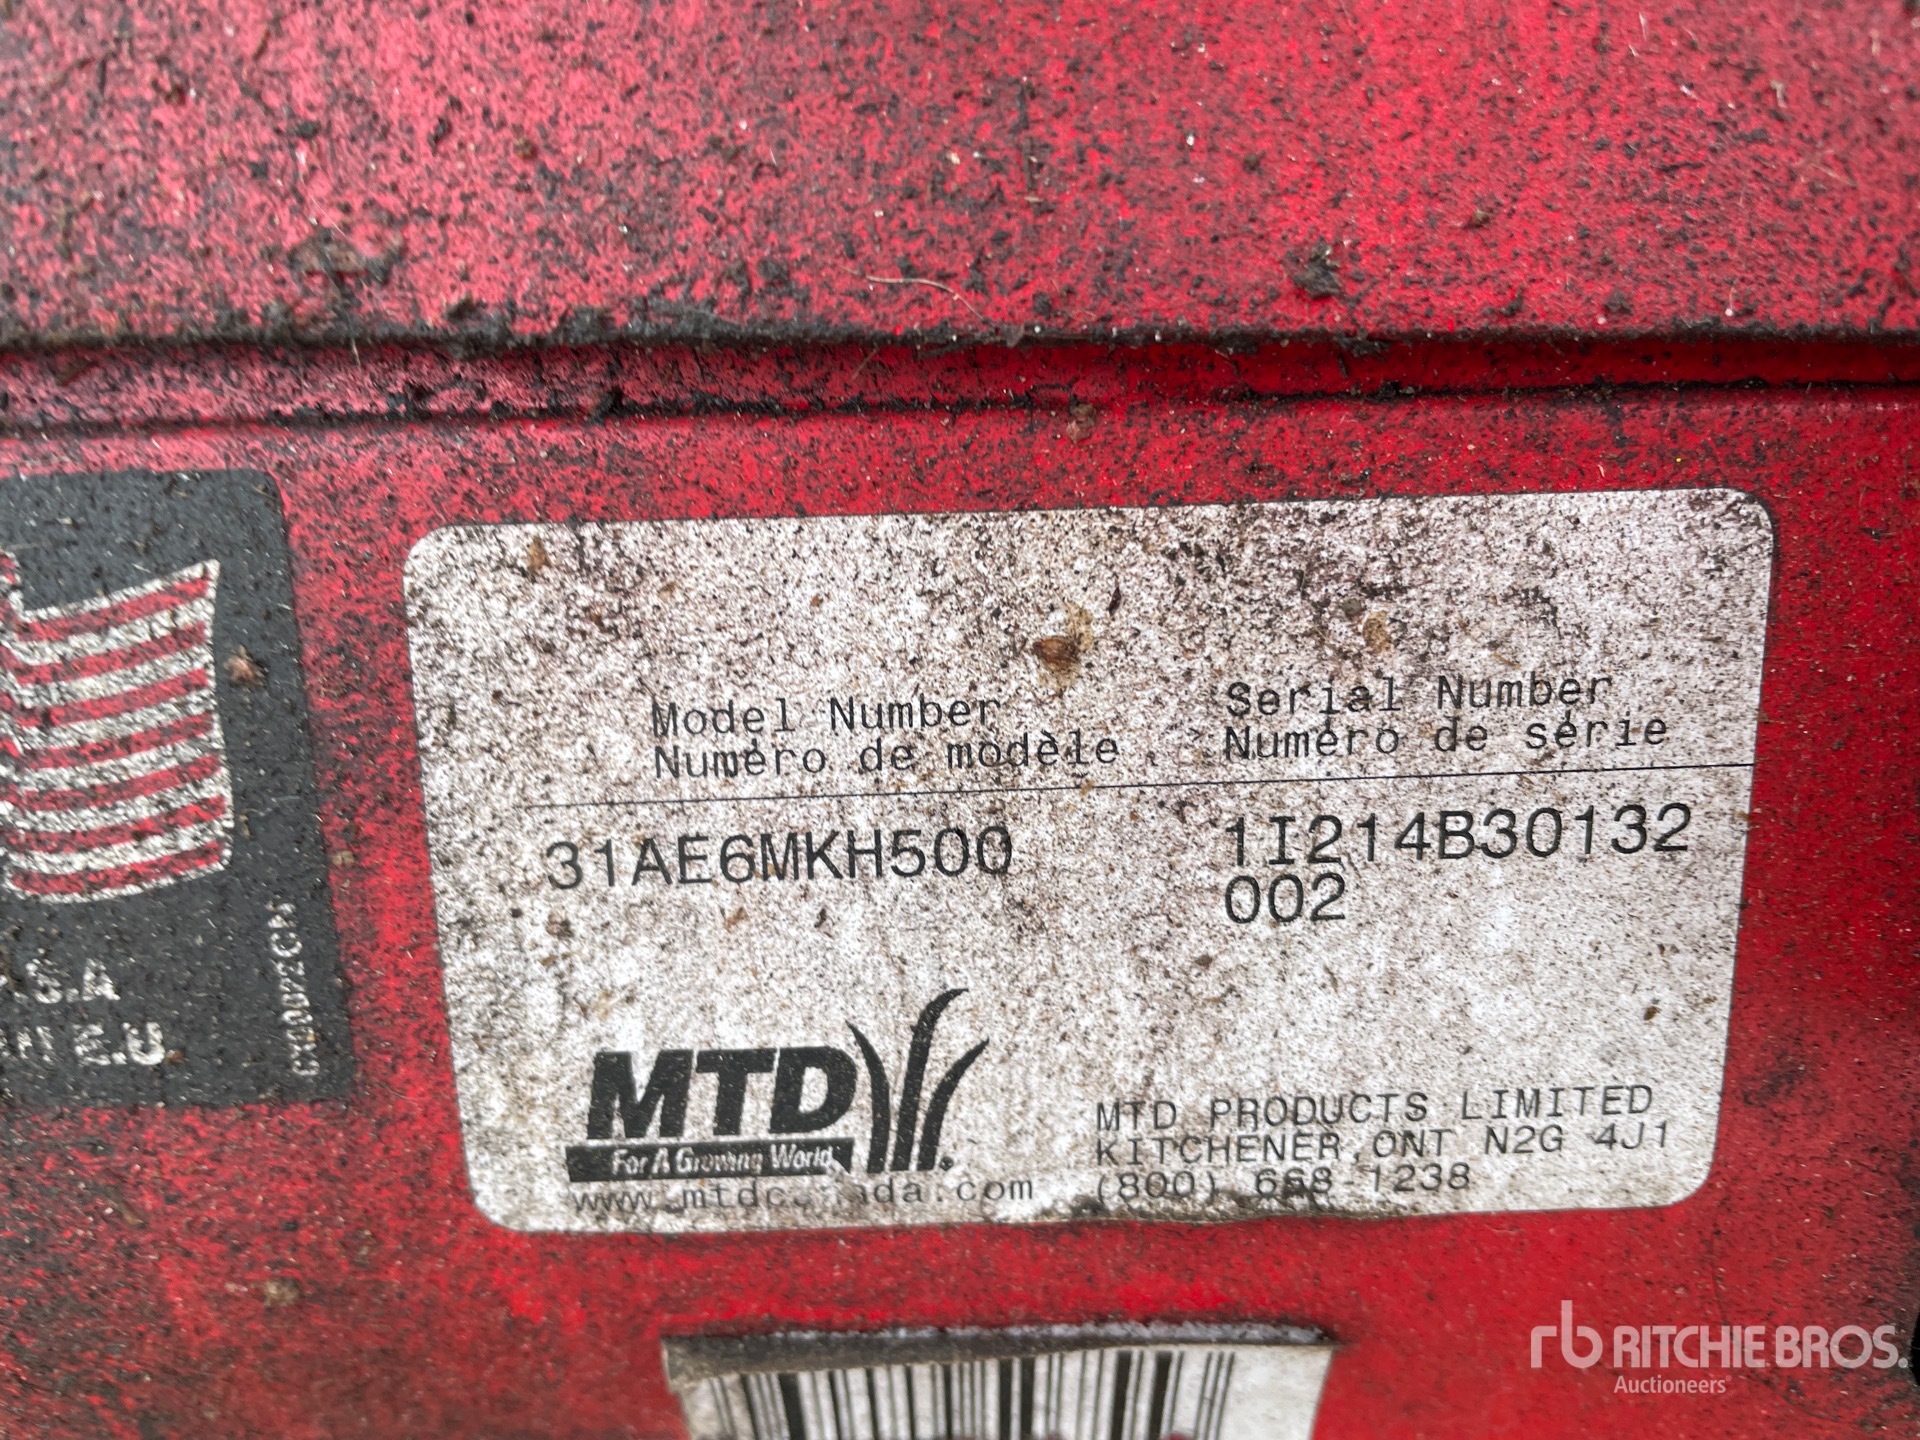 Model Number
Numéro de modèle
Serial Number
Numéro de série
31AE6MKH500
1I214B30132
002
MTD
For A Growing World.
www.mtdcanada.com
MTD PRODUCTS LIMITED
KITCHENER, ONT N2G 4J1
(800) 668-1238
.S.A
E.U.
rb RITCHIE BROS.
Auctioneers